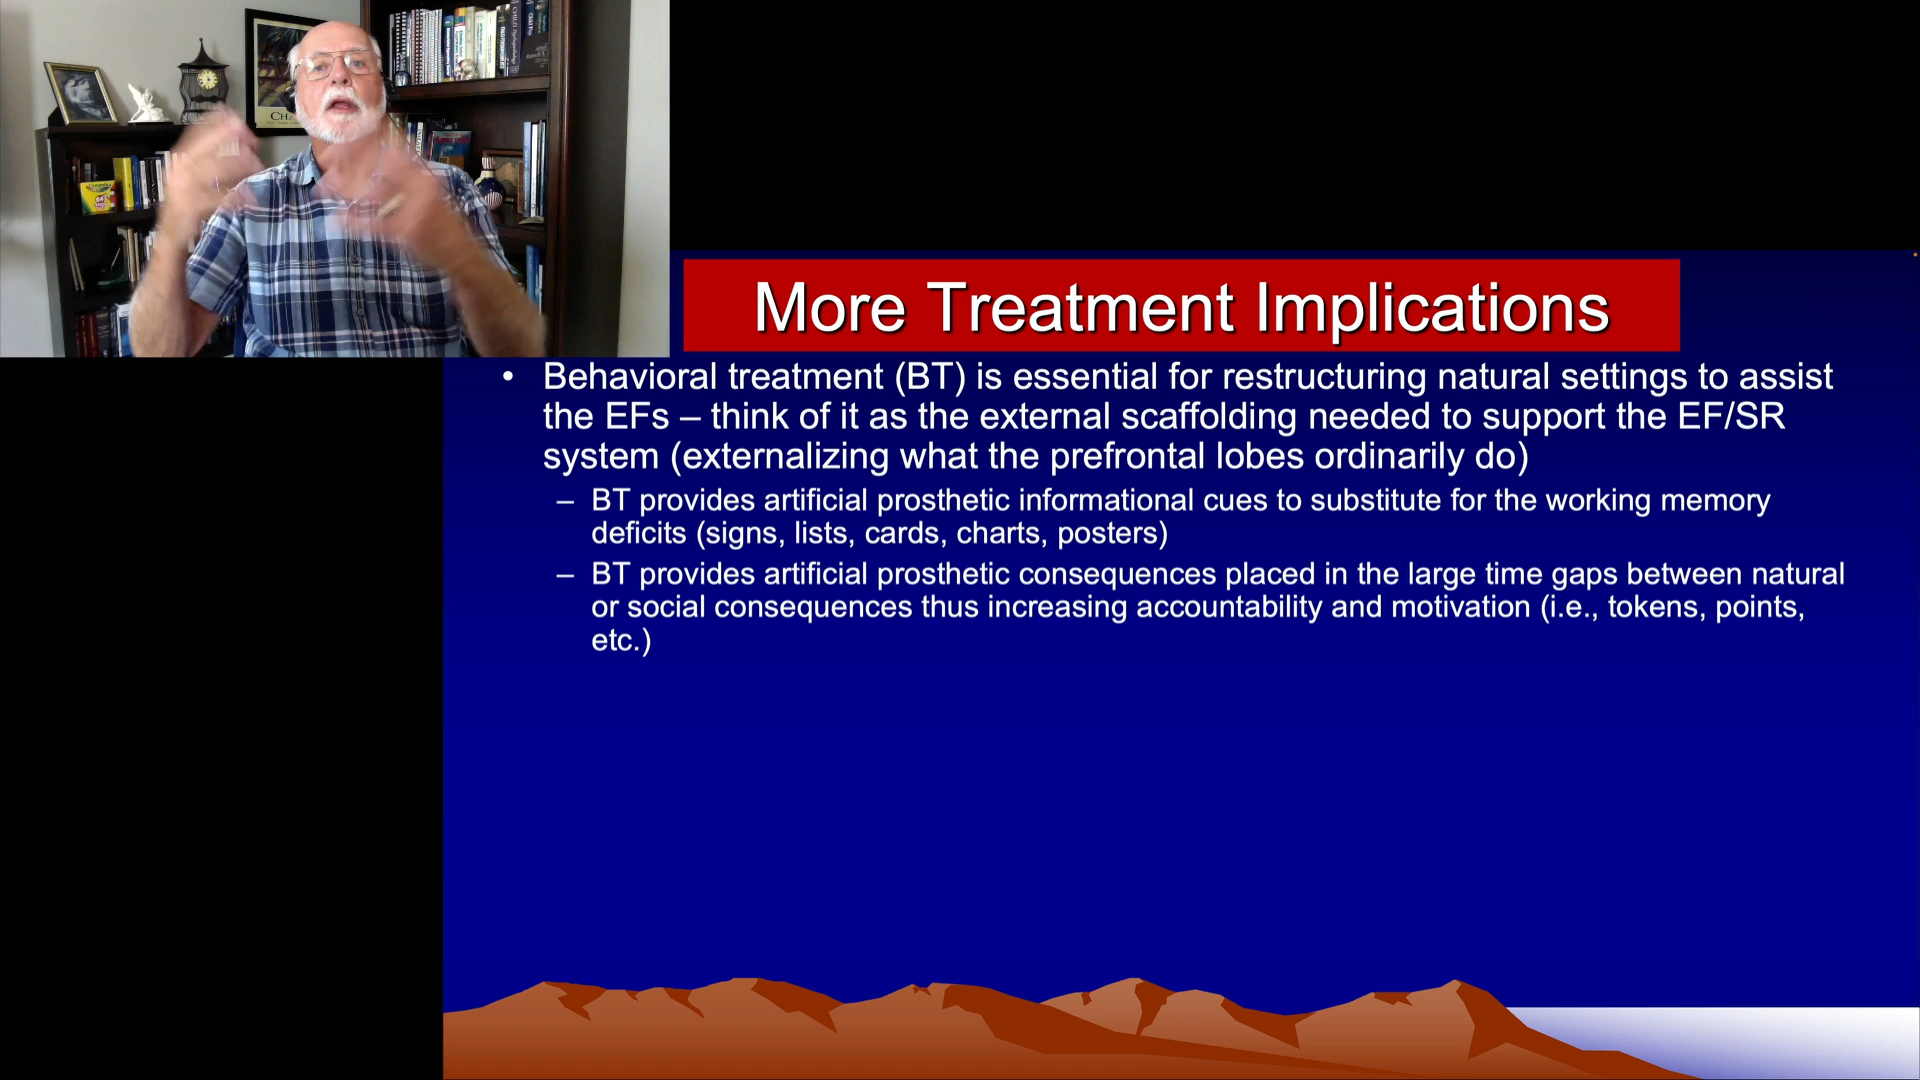 CH
More Treatment Implications
• Behavioral treatment (BT) is essential for restructuring natural settings to assist
the EFs – think of it as the external scaffolding needed to support the EF/SR
system (externalizing what the prefrontal lobes ordinarily do)
– BT provides artificial prosthetic informational cues to substitute for the working memory
deficits (signs, lists, cards, charts, posters)
– BT provides artificial prosthetic consequences placed in the large time gaps between natural
or social consequences thus increasing accountability and motivation (i.e., tokens, points,
etc.)